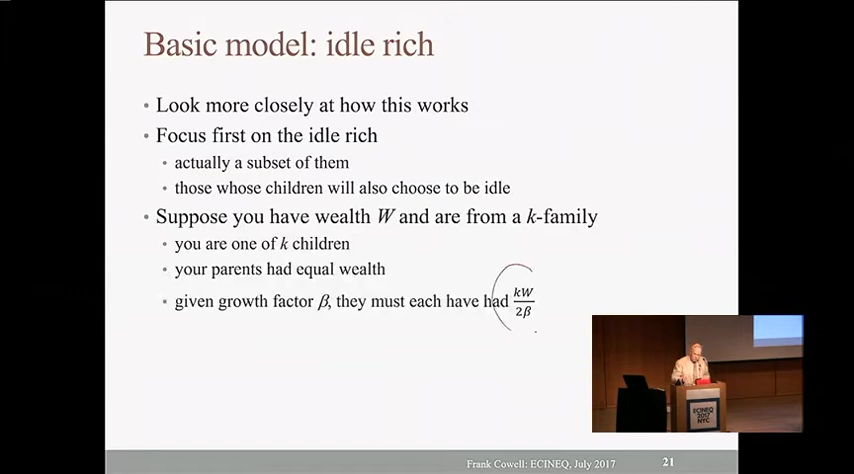 Basic model: idle rich
• Look more closely at how this works
• Focus first on the idle rich
• actually a subset of them
• those whose children will also choose to be idle
• Suppose you have wealth W and are from a k-family
• you are one of k children
• your parents had equal wealth
• given growth factor β, they must each have had kW/2β
ECINEQ
2017
NYC
Frank Cowell: ECINEQ, July 2017 21